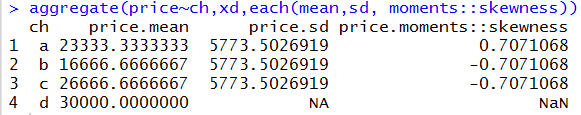 > aggregate(price~ch,xd,each(mean,sd, moments::skewness))
ch price.mean price.sd price.moments::skewness
1 a 23333.3333333 5773.5026919 0.7071068
2 b 16666.6666667 5773.5026919 -0.7071068
3 c 26666.6666667 5773.5026919 -0.7071068
4 d 30000.0000000 NA NaN